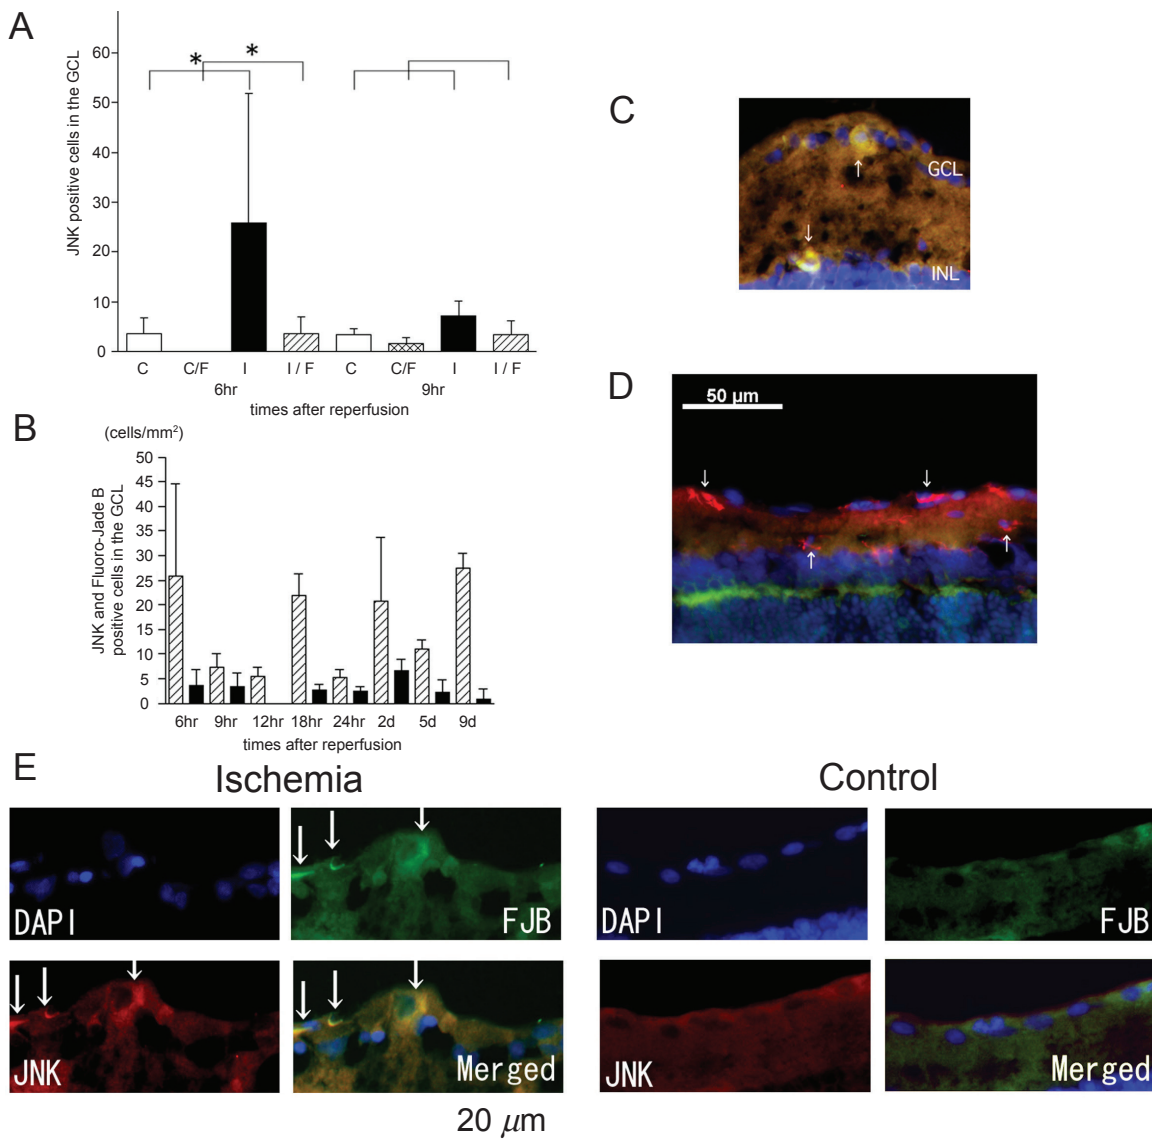 A
JNK positive cells in the GCL
60
50
40
30
20
10
0
* *
C C/F I I / F C C/F I I / F
6hr 9hr
times after reperfusion
B
(cells/mm²)
JNK and Fluoro-Jade B
positive cells in the GCL
50
45
40
35
30
25
20
15
10
5
0
6hr 9hr 12hr 18hr 24hr 2d 5d 9d
times after reperfusion
C
GCL
INL
D
50 µm
E
Ischemia
DAPI
FJB
JNK
Merged
20 µm
Control
DAPI
FJB
JNK
Merged